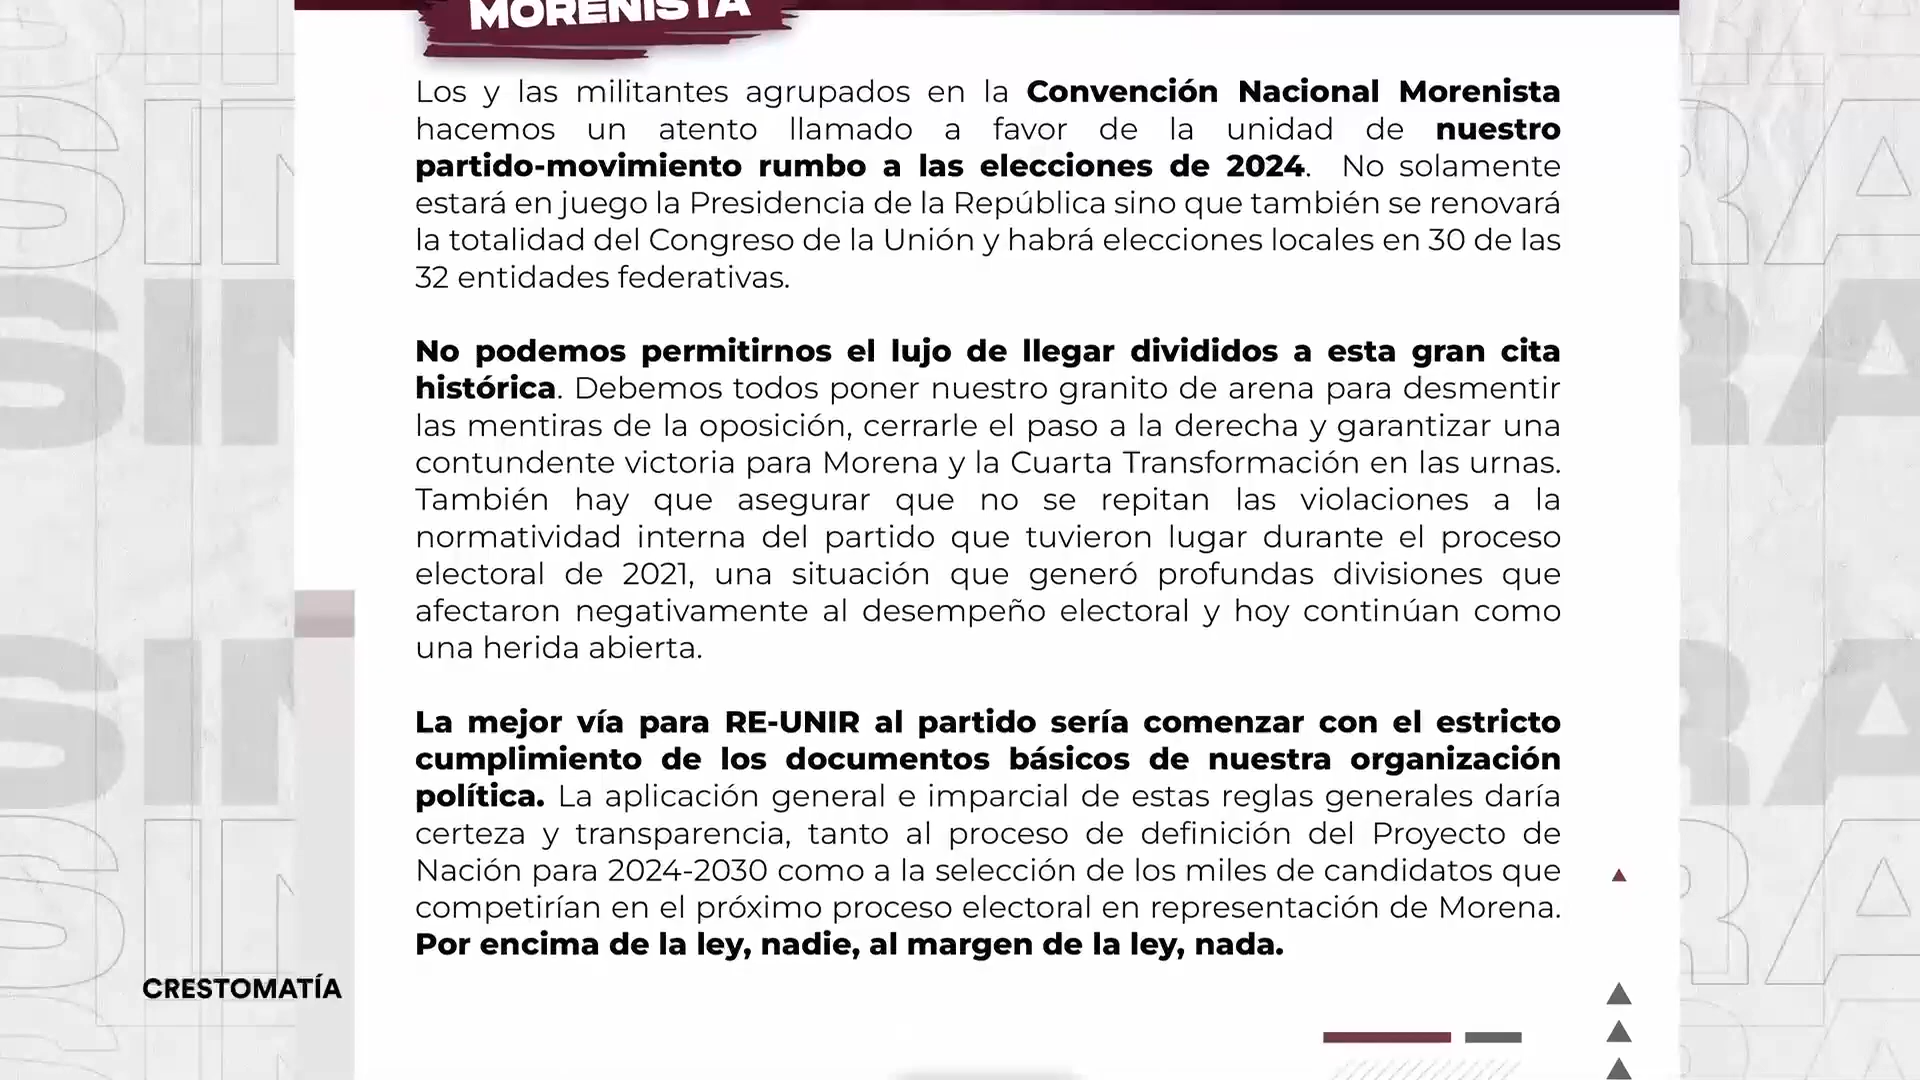 MORENISTA
Los y las militantes agrupados en la Convención Nacional Morenista
hacemos un atento llamado a favor de la unidad de nuestro
partido-movimiento rumbo a las elecciones de 2024. No solamente
estará en juego la Presidencia de la República sino que también se renovará
la totalidad del Congreso de la Unión y habrá elecciones locales en 30 de las
32 entidades federativas.
No podemos permitirnos el lujo de llegar divididos a esta gran cita
histórica. Debemos todos poner nuestro granito de arena para desmentir
las mentiras de la oposición, cerrarle el paso a la derecha y garantizar una
contundente victoria para Morena y la Cuarta Transformación en las urnas.
También hay que asegurar que no se repitan las violaciones a la
normatividad interna del partido que tuvieron lugar durante el proceso
electoral de 2021, una situación que generó profundas divisiones que
afectaron negativamente al desempeño electoral y hoy continúan como
una herida abierta.
La mejor vía para RE-UNIR al partido sería comenzar con el estricto
cumplimiento de los documentos básicos de nuestra organización
política. La aplicación general e imparcial de estas reglas generales daría
certeza y transparencia, tanto al proceso de definición del Proyecto de
Nación para 2024-2030 como a la selección de los miles de candidatos que
competirían en el próximo proceso electoral en representación de Morena.
Por encima de la ley, nadie, al margen de la ley, nada.
CRESTOMATÍA